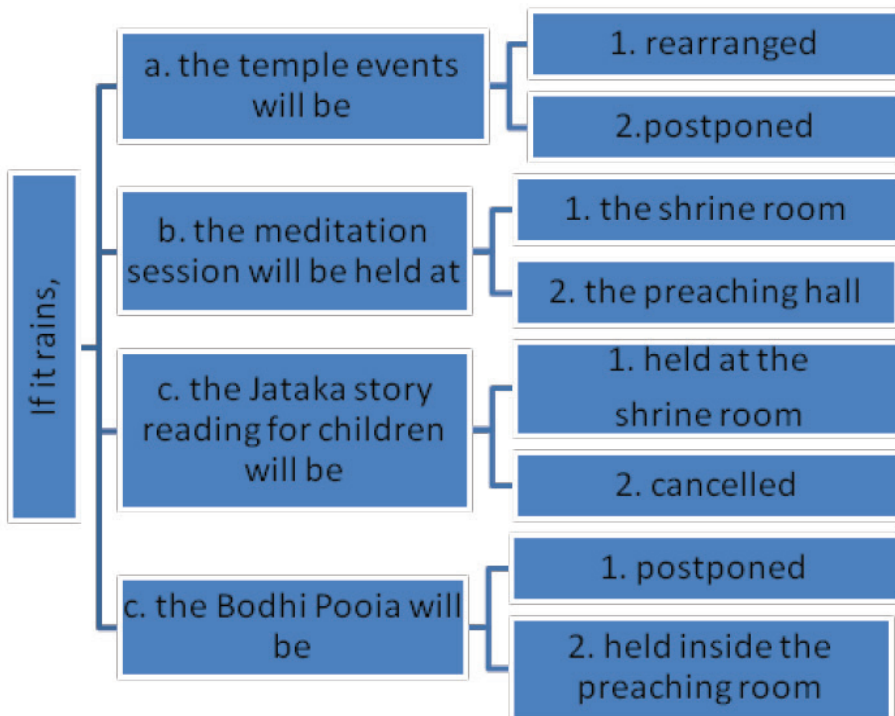 If it rains,
a. the temple events
will be
1. rearranged
2.postponed
b. the meditation
session will be held at
1. the shrine room
2. the preaching hall
c. the Jataka story
reading for children
will be
1. held at the
shrine room
2. cancelled
c. the Bodhi Pooia will
be
1. postponed
2. held inside the
preaching room